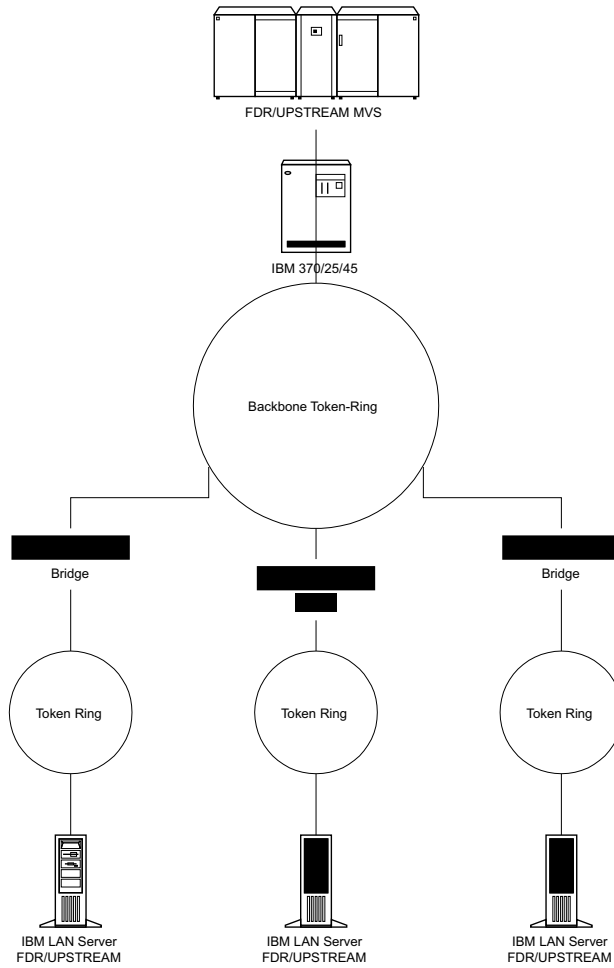 FDR/UPSTREAM MVS
IBM 370/25/45
Backbone Token-Ring
Bridge
Bridge
Token Ring
Token Ring
Token Ring
IBM LAN Server
FDR/UPSTREAM
IBM LAN Server
FDR/UPSTREAM
IBM LAN Server
FDR/UPSTREAM